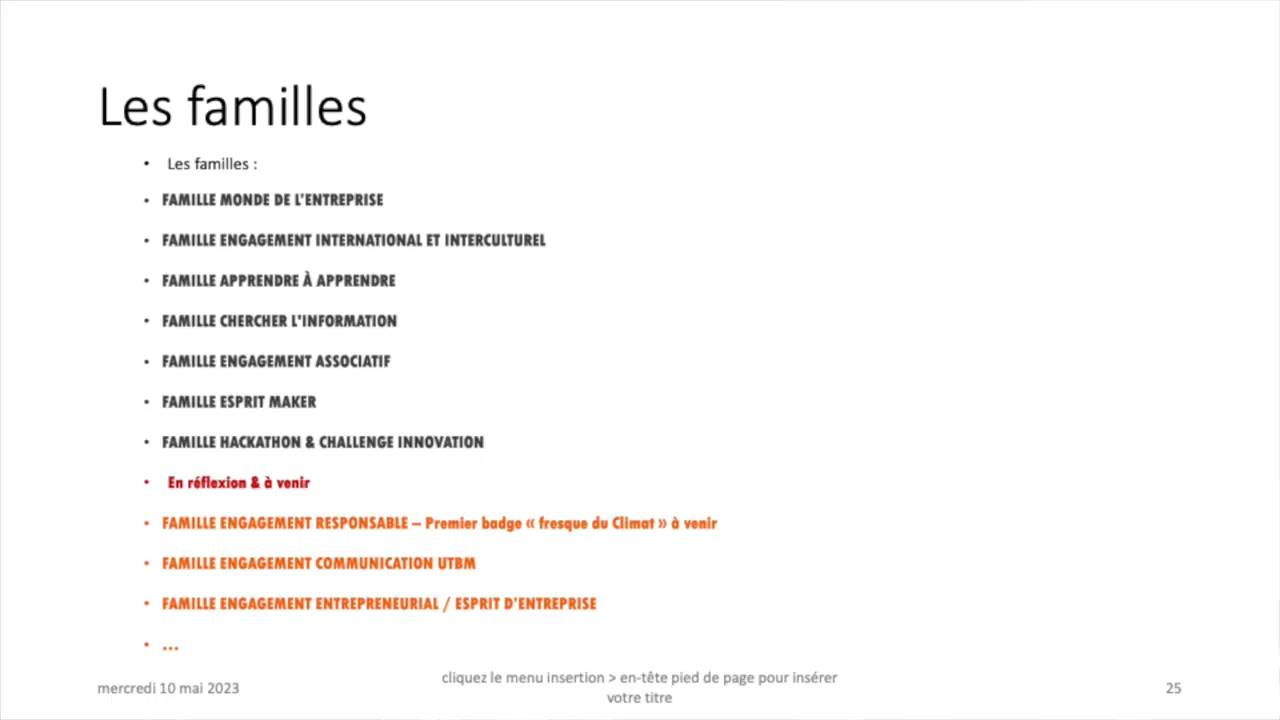 Les familles
• Les familles :
• FAMILLE MONDE DE L'ENTREPRISE
• FAMILLE ENGAGEMENT INTERNATIONAL ET INTERCULTUREL
• FAMILLE APPRENDRE À APPRENDRE
• FAMILLE CHERCHER L'INFORMATION
• FAMILLE ENGAGEMENT ASSOCIATIF
• FAMILLE ESPRIT MAKER
• FAMILLE HACKATHON & CHALLENGE INNOVATION
• En réflexion & à venir
• FAMILLE ENGAGEMENT RESPONSABLE – Premier badge « fresque du Climat » à venir
• FAMILLE ENGAGEMENT COMMUNICATION UTBM
• FAMILLE ENGAGEMENT ENTREPRENEURIAL / ESPRIT D'ENTREPRISE
• ...
mercredi 10 mai 2023
cliquez le menu insertion > en-tête pied de page pour insérer
votre titre
25